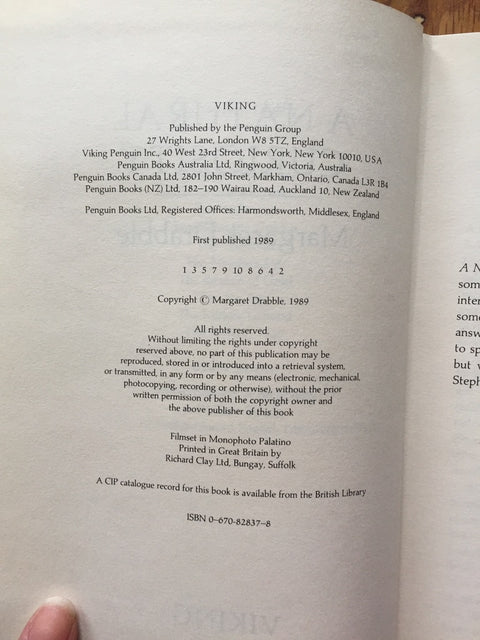 VIKING
Published by the Penguin Group
27 Wrights Lane, London W8 5TZ, England
Viking Penguin Inc., 40 West 23rd Street, New York, New York 10010, USA
Penguin Books Australia Ltd, Ringwood, Victoria, Australia
Penguin Books Canada Ltd, 2801 John Street, Markham, Ontario, Canada L3R 1B4
Penguin Books (NZ) Ltd, 182–190 Wairau Road, Auckland 10, New Zealand
Penguin Books Ltd, Registered Offices: Harmondsworth, Middlesex, England
First published 1989
1 3 5 7 9 10 8 6 4 2
Copyright © Margaret Drabble, 1989
All rights reserved.
Without limiting the rights under copyright
reserved above, no part of this publication may be
reproduced, stored in or introduced into a retrieval system,
or transmitted, in any form or by any means (electronic, mechanical,
photocopying, recording or otherwise), without the prior
written permission of both the copyright owner and
the above publisher of this book
Filmset in Monophoto Palatino
Printed in Great Britain by
Richard Clay Ltd, Bungay, Suffolk
A CIP catalogue record for this book is available from the British Library
ISBN 0–670–82837–8
A N
som
inter
some
answ
to sp
but
Steph